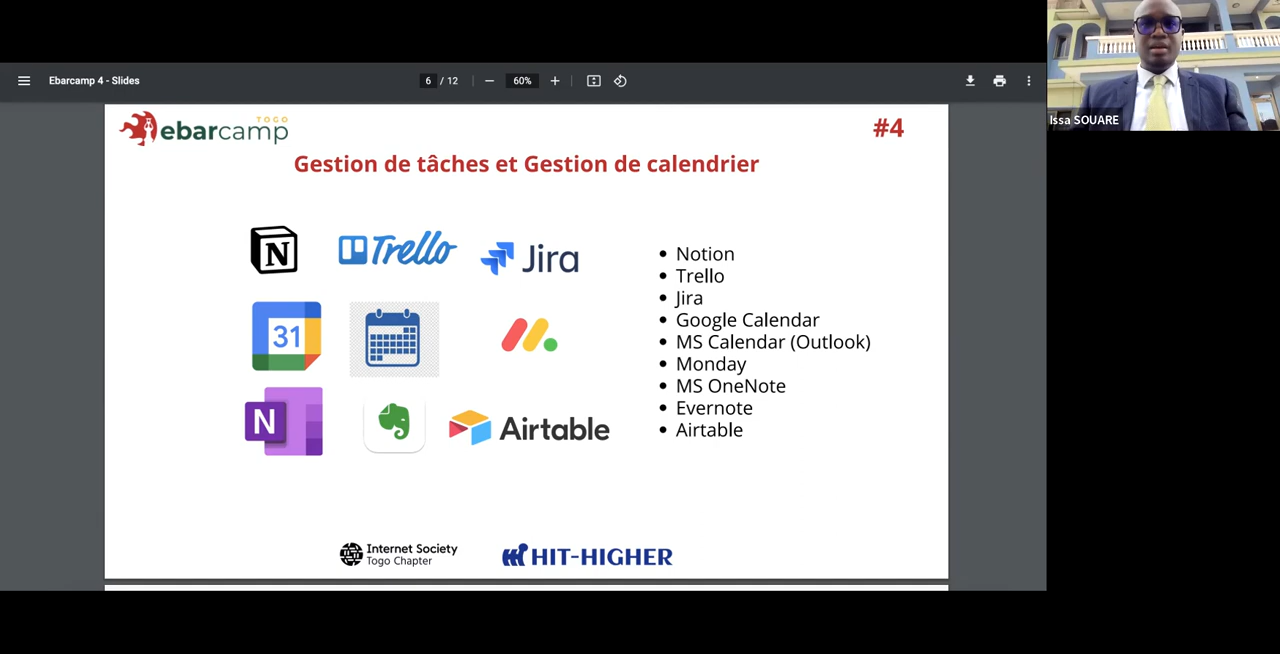 Ebarcamp 4 - Slides
6 / 12
60%
Issa SOUARE
TOGO
ebarcamp
#4
Gestion de tâches et Gestion de calendrier
N
Trello
Jira
31
N
Airtable
• Notion
• Trello
• Jira
• Google Calendar
• MS Calendar (Outlook)
• Monday
• MS OneNote
• Evernote
• Airtable
Internet Society
Togo Chapter
HIT-HIGHER